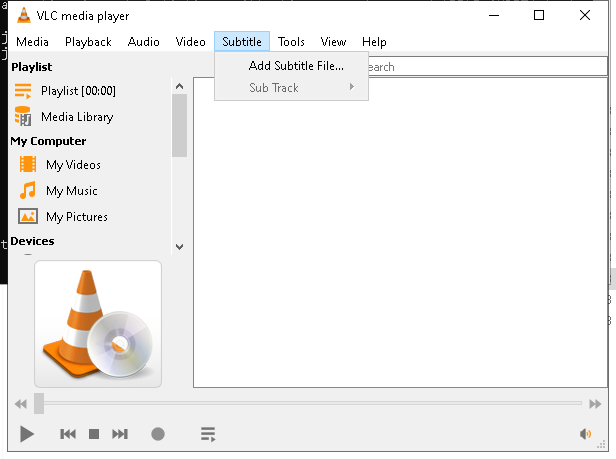 VLC media player
Media Playback Audio Video Subtitle Tools View Help
Playlist
Add Subtitle File...
Sub Track
Playlist [00:00]
Media Library
My Computer
My Videos
My Music
My Pictures
Devices